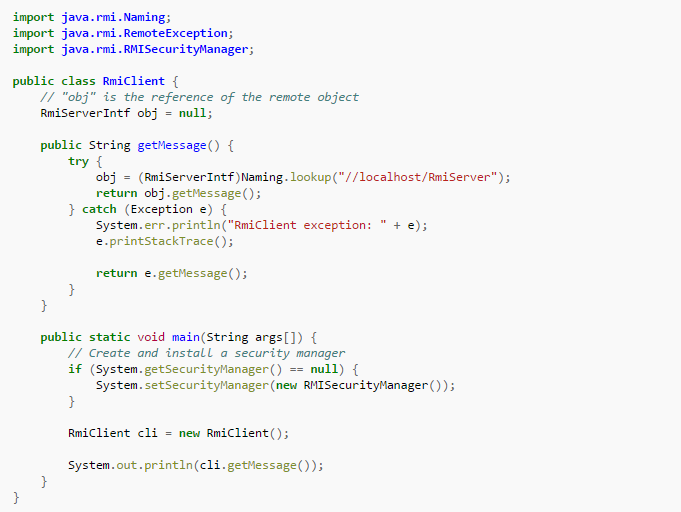 import java.rmi.Naming;
import java.rmi.RemoteException;
import java.rmi.RMISecurityManager;

public class RmiClient {
    // "obj" is the reference of the remote object
    RmiServerIntf obj = null;

    public String getMessage() {
        try {
            obj = (RmiServerIntf)Naming.lookup("//localhost/RmiServer");
            return obj.getMessage();
        } catch (Exception e) {
            System.err.println("RmiClient exception: " + e);
            e.printStackTrace();

            return e.getMessage();
        }
    }

    public static void main(String args[]) {
        // Create and install a security manager
        if (System.getSecurityManager() == null) {
            System.setSecurityManager(new RMISecurityManager());
        }

        RmiClient cli = new RmiClient();

        System.out.println(cli.getMessage());
    }
}